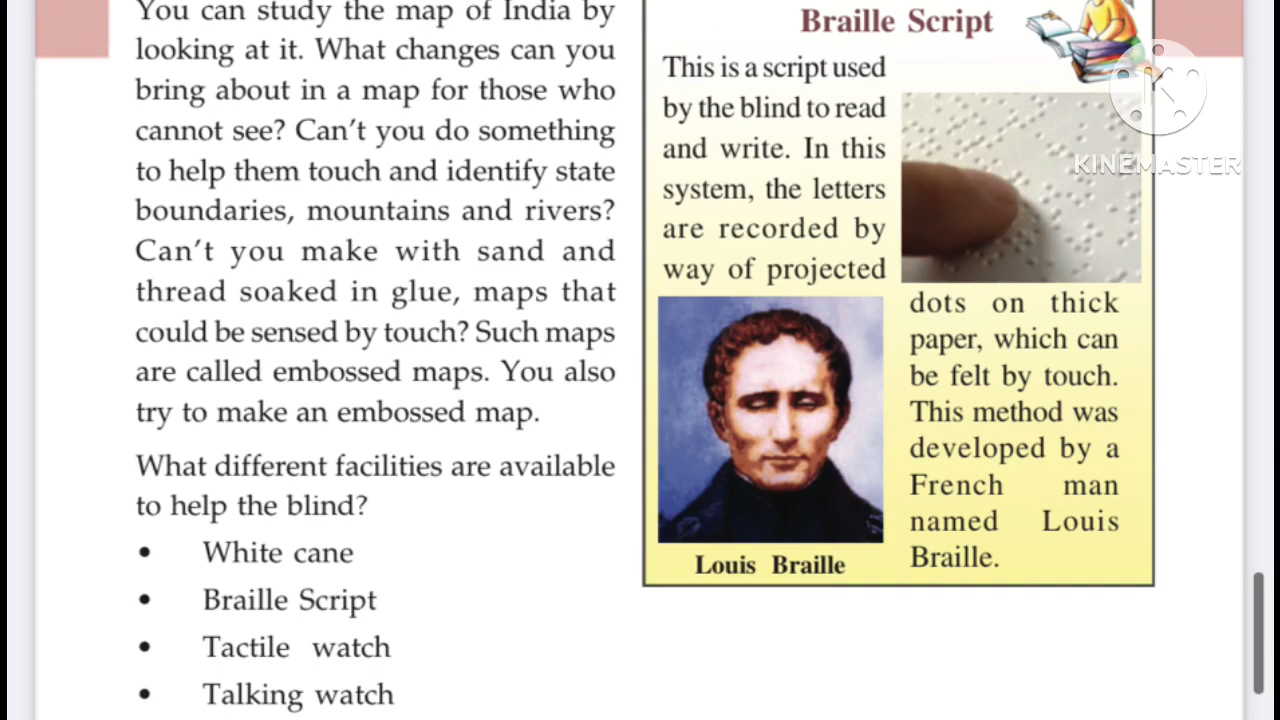 You can study the map of India by
looking at it. What changes can you
bring about in a map for those who
cannot see? Can't you do something
to help them touch and identify state
boundaries, mountains and rivers?
Can't you make with sand and
thread soaked in glue, maps that
could be sensed by touch? Such maps
are called embossed maps. You also
try to make an embossed map.
What different facilities are available
to help the blind?
• White cane
• Braille Script
• Tactile watch
• Talking watch
Braille Script
This is a script used
by the blind to read
and write. In this
system, the letters
are recorded by
way of projected
dots on thick
paper, which can
be felt by touch.
This method was
developed by a
French man
named Louis
Braille.
Louis Braille
KINEMASTER